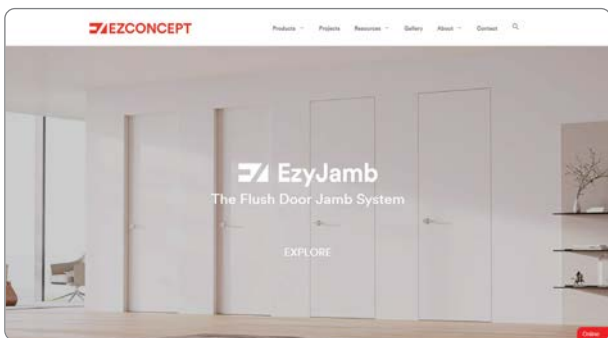 EZCONCEPT
Products Projects Resources Gallery About Contact
EzyJamb
The Flush Door Jamb System
EXPLORE
Online